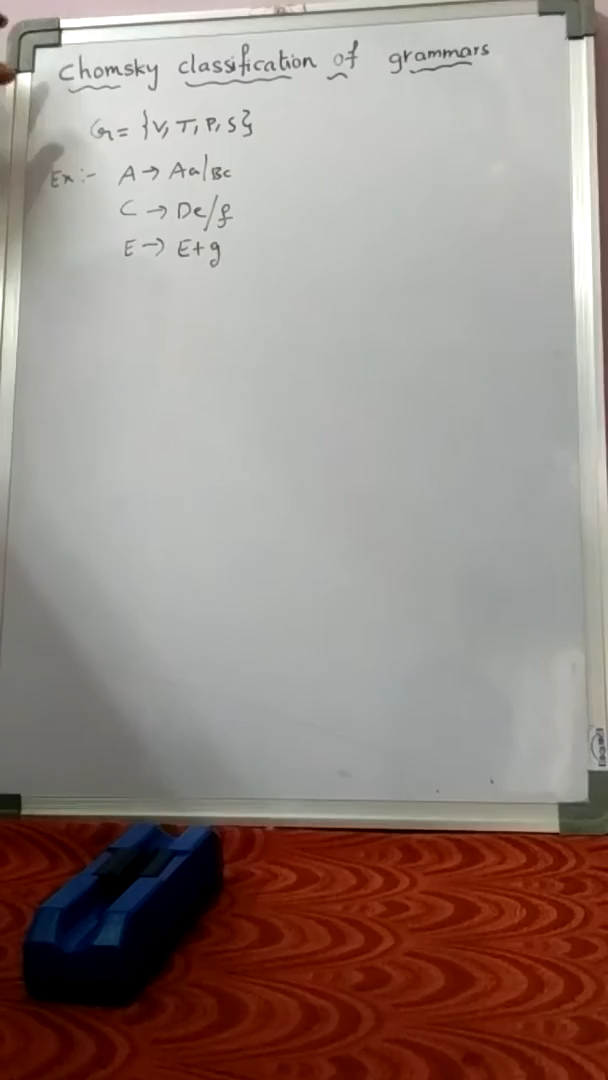 Chomsky classification of grammars
G = {V, T, P, S}
Ex:- A → Aa/Bc
C → De/f
E → E+g